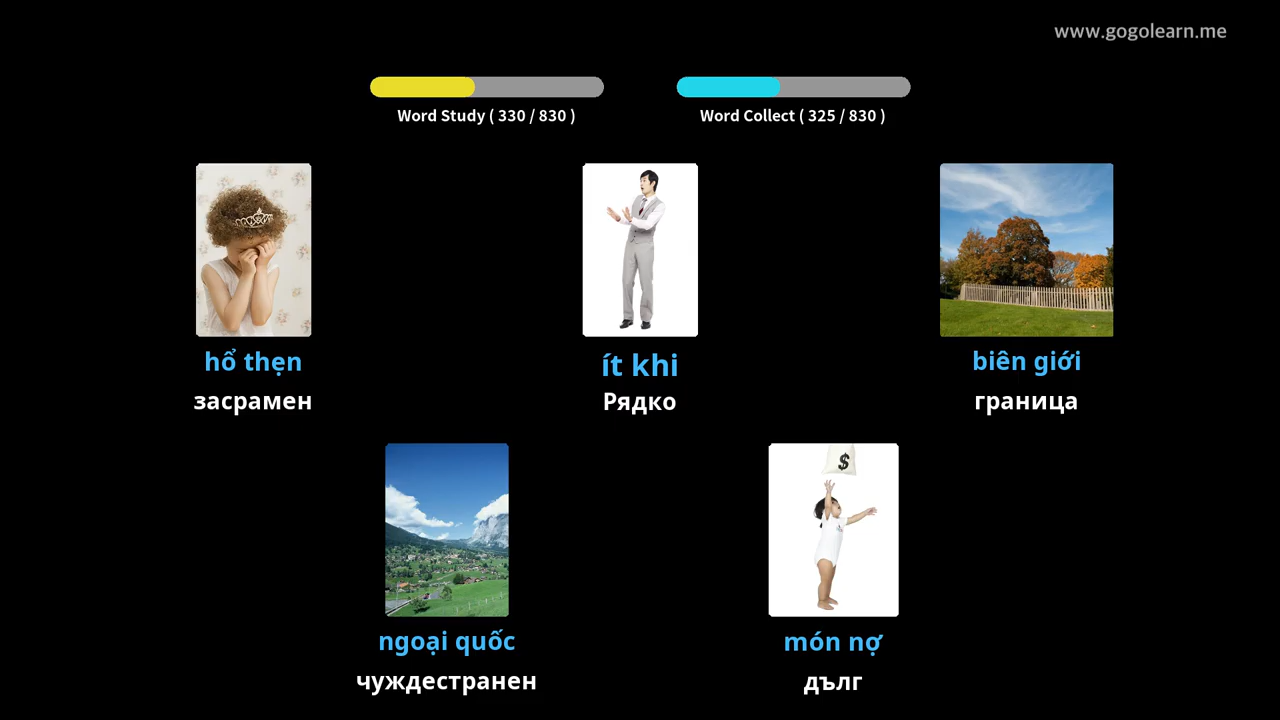 www.gogolearn.me
Word Study ( 330 / 830 )
Word Collect ( 325 / 830 )
hổ thẹn
ít khi
biên giới
засрамен
Рядко
граница
$
ngoại quốc
món nợ
чуждестранен
дълг